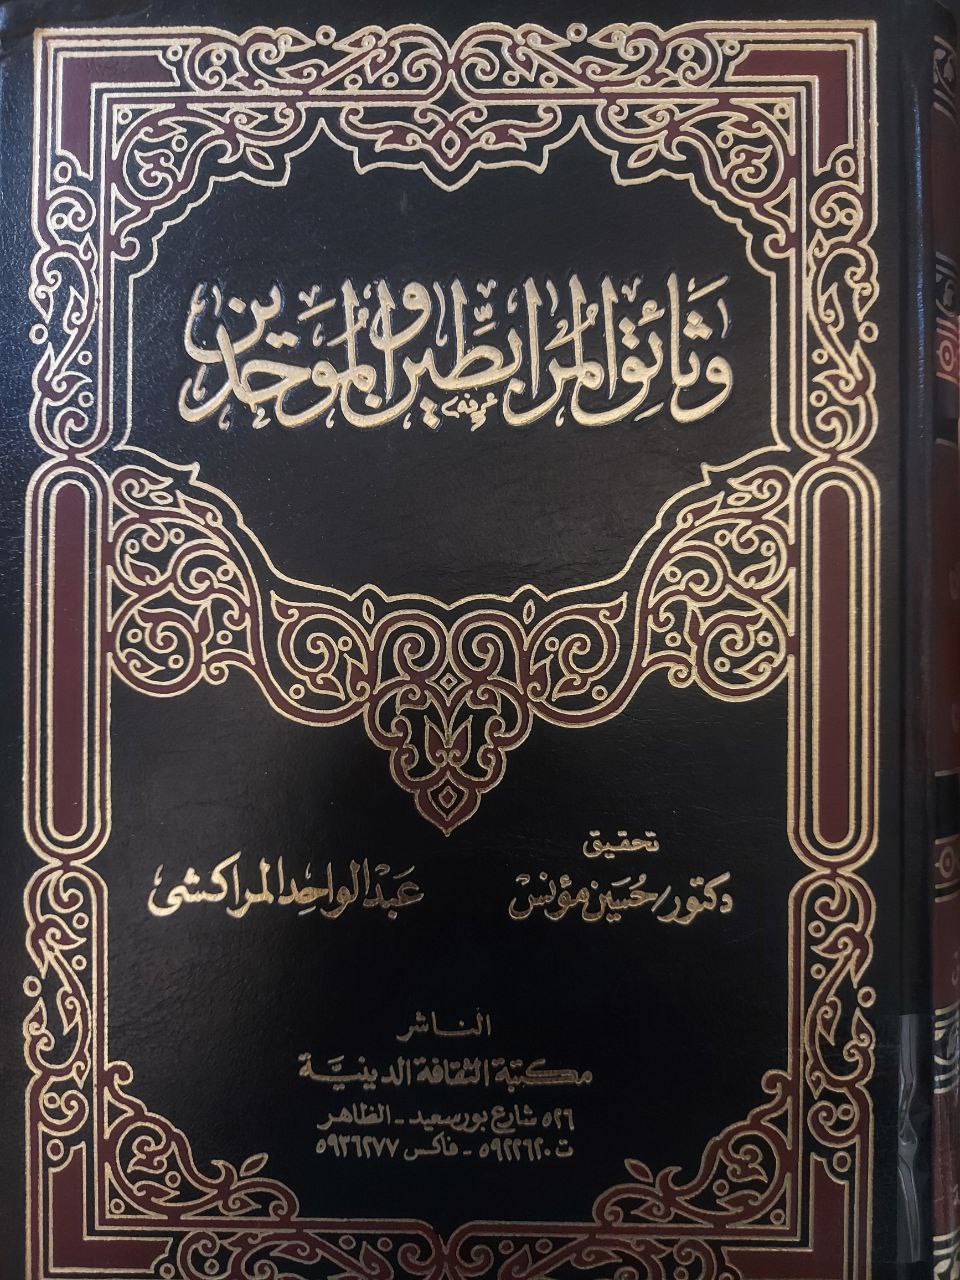 وثائق المرابطين والموحدين
تحقيق
دكتور/ حسين مؤنس
عبد الواحد المراكشى
الناشر
مكتبة الثقافة الدينية
٥٢٦ شارع بورسعيد - الظاهر
ت ٥٩٢٢٦٢٠ - فاكس ٥٩٣٦٢٧٧